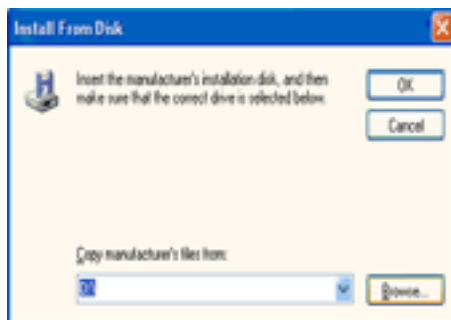 Install From Disk
Insert the manufacturer's installation disk, and then
make sure that the correct drive is selected below.
OK
Cancel
Copy manufacturer's files from:
Browse...